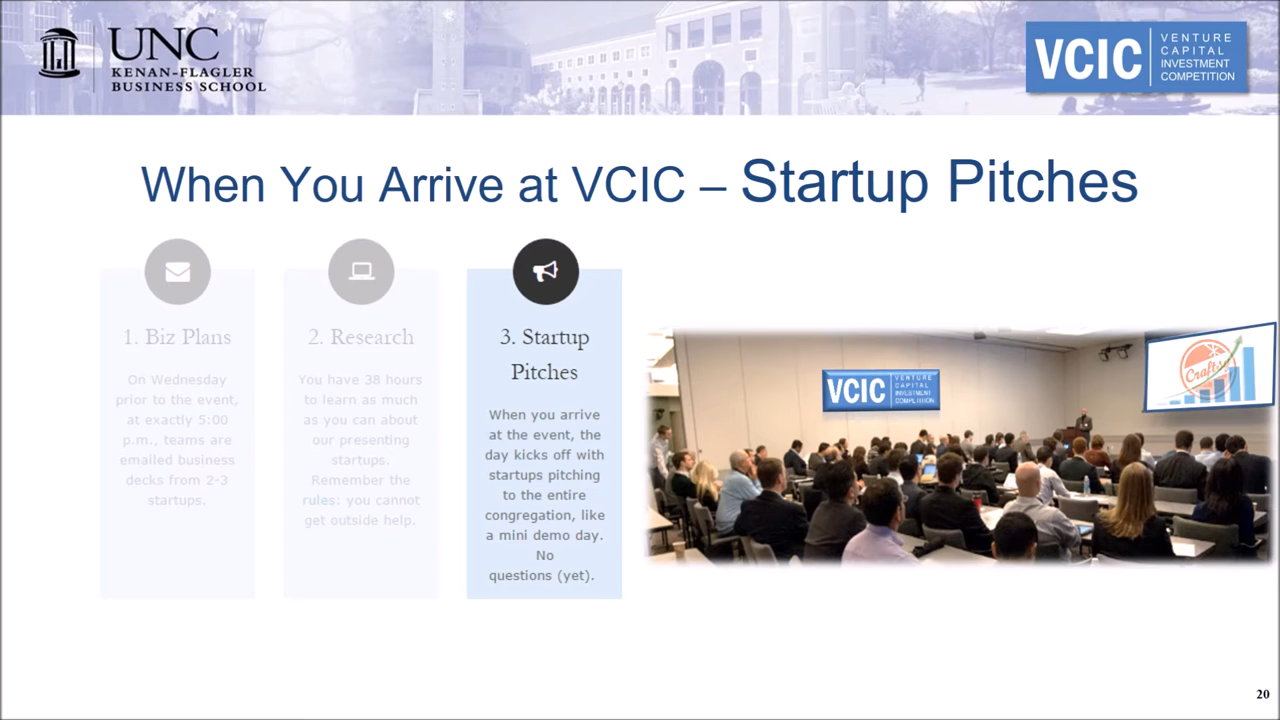 UNC
KENAN-FLAGLER
BUSINESS SCHOOL
VCIC
VENTURE
CAPITAL
INVESTMENT
COMPETITION
When You Arrive at VCIC – Startup Pitches
1. Biz Plans
On Wednesday
prior to the event,
at exactly 5:00
p.m., teams are
emailed business
decks from 2-3
startups.
2. Research
You have 38 hours
to learn as much
as you can about
our presenting
startups.
Remember the
rules: you cannot
get outside help.
3. Startup
Pitches
When you arrive
at the event, the
day kicks off with
startups pitching
to the entire
congregation, like
a mini demo day.
No
questions (yet).
VCIC
VENTURE
CAPITAL
INVESTMENT
COMPETITION
Crafts
20